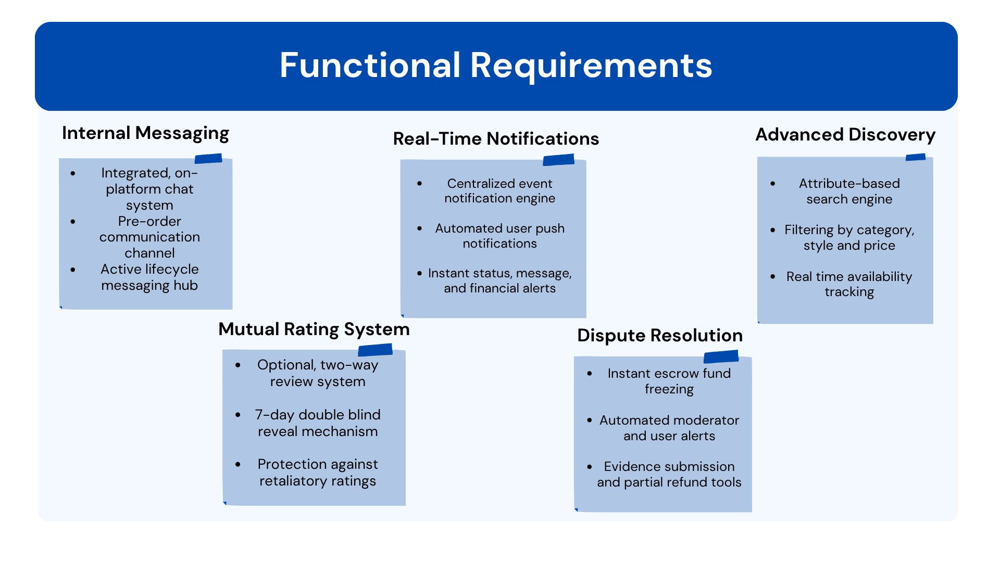 Functional Requirements
Internal Messaging
• Integrated, on-
platform chat
system
• Pre-order
communication
channel
• Active lifecycle
messaging hub
Real-Time Notifications
• Centralized event
notification engine
• Automated user push
notifications
• Instant status, message,
and financial alerts
Advanced Discovery
• Attribute-based
search engine
• Filtering by category,
style and price
• Real time availability
tracking
Mutual Rating System
• Optional, two-way
review system
• 7-day double blind
reveal mechanism
• Protection against
retaliatory ratings
Dispute Resolution
• Instant escrow fund
freezing
• Automated moderator
and user alerts
• Evidence submission
and partial refund tools